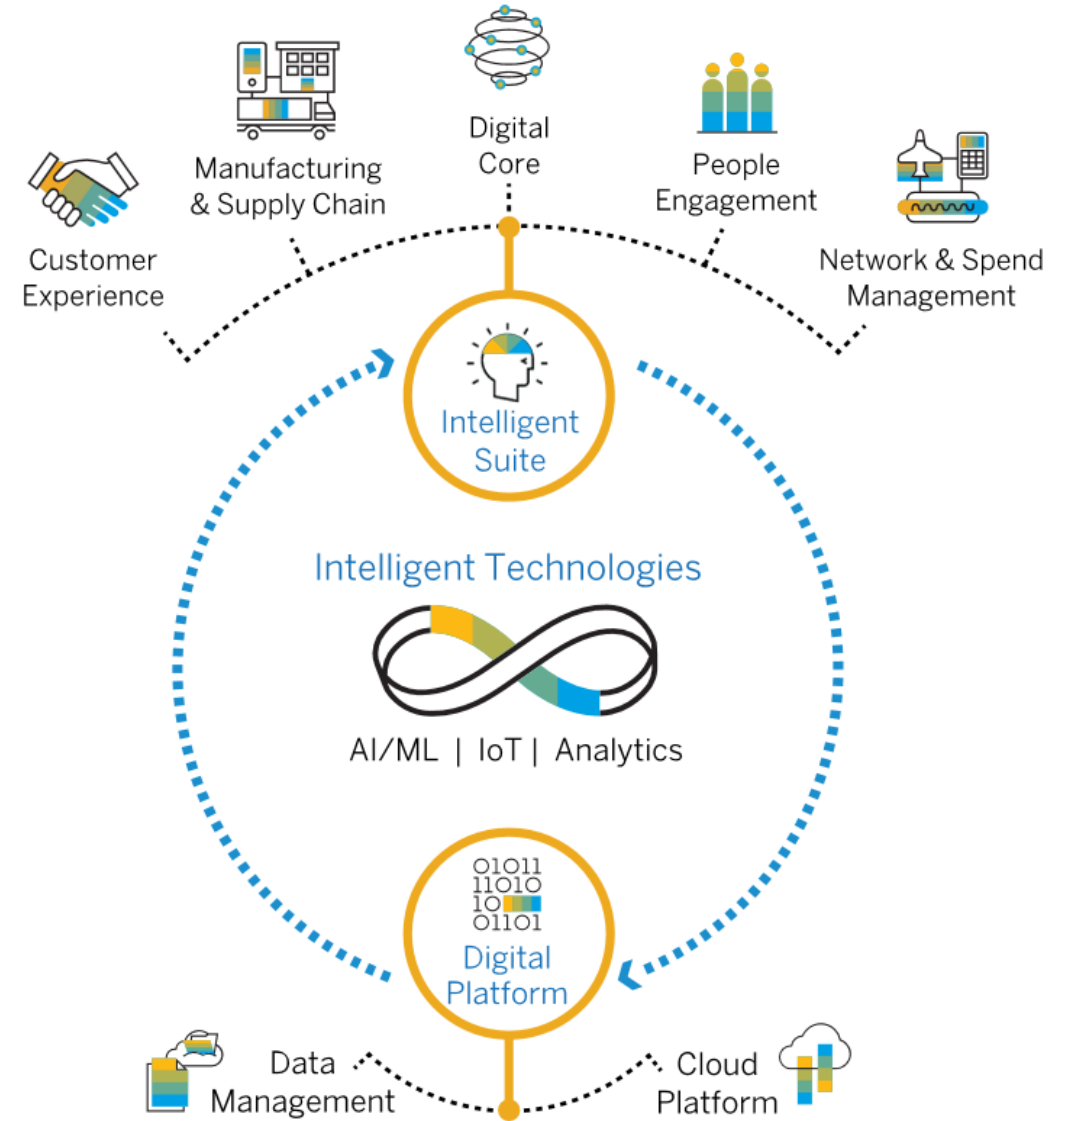 Digital
Core
Manufacturing
& Supply Chain
People
Engagement
Customer
Experience
Network & Spend
Management
Intelligent
Suite
Intelligent Technologies
AI/ML | IoT | Analytics
01011
11010
10
01101
Digital
Platform
Data
Management
Cloud
Platform